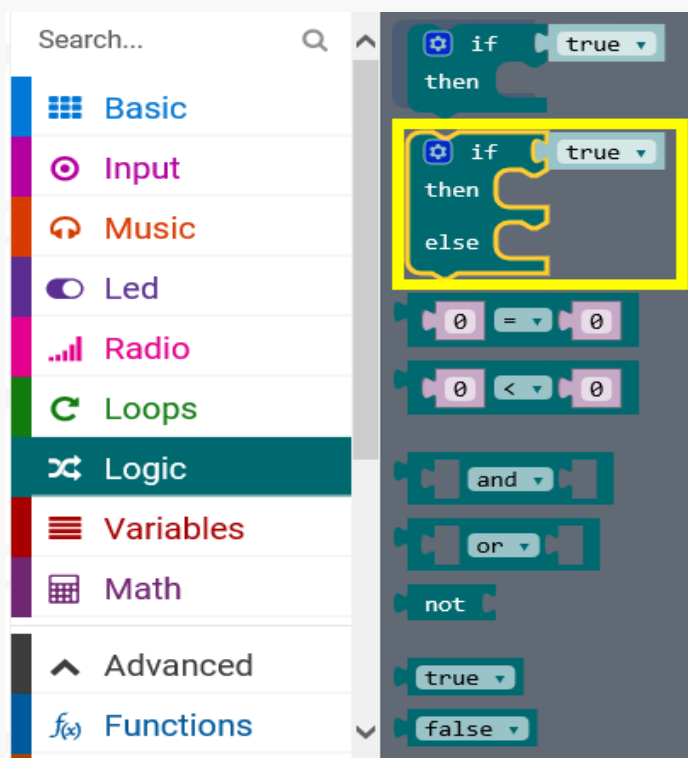 Search...
Basic
Input
Music
Led
Radio
Loops
Logic
Variables
Math
Advanced
f(x) Functions
if true
then
if true
then
else
0 = 0
0 < 0
and
or
not
true
false